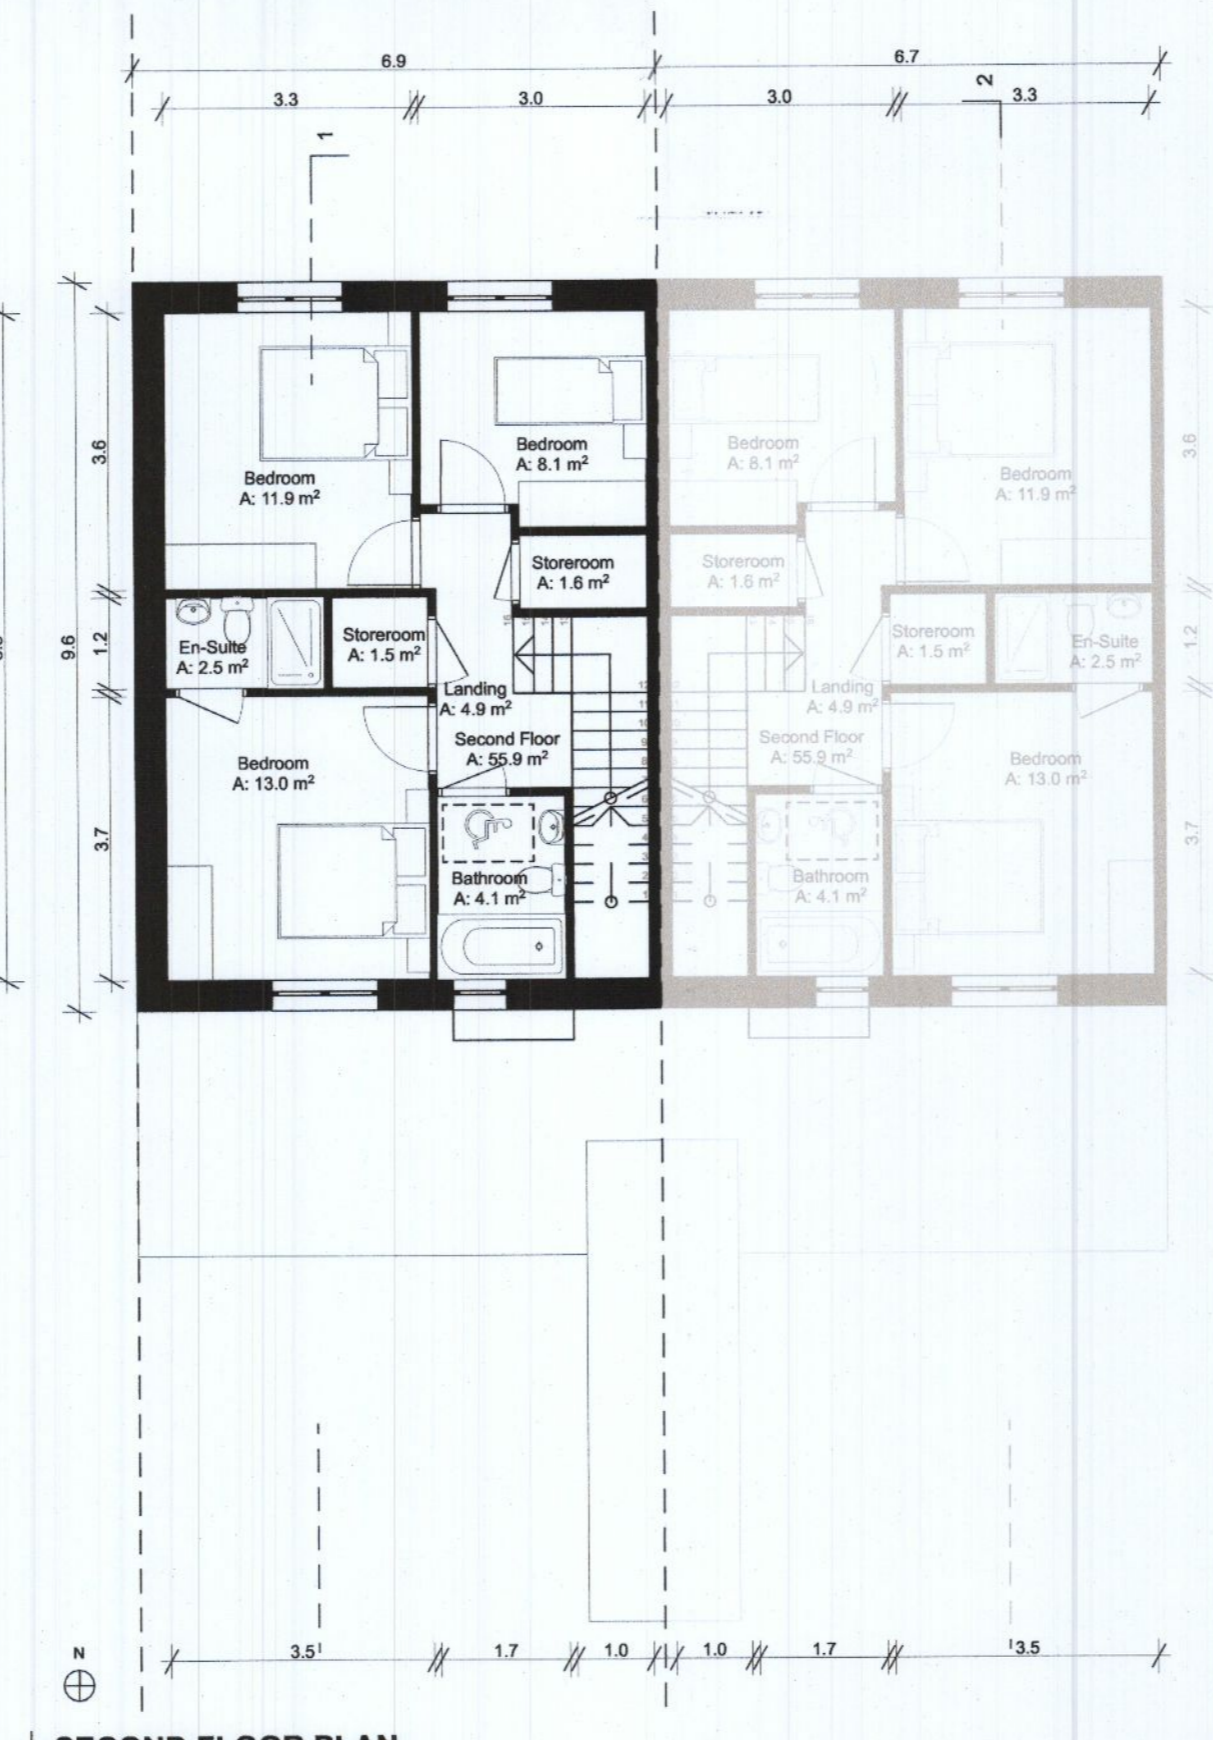 6.9
6.7
3.3
3.0
3.0
3.3
2
1
3.6
9.6
1.2
3.7
3.6
1.2
3.7
Bedroom
A: 11.9 m²
Bedroom
A: 8.1 m²
Bedroom
A: 8.1 m²
Bedroom
A: 11.9 m²
Storeroom
A: 1.6 m²
Storeroom
A: 1.6 m²
En-Suite
A: 2.5 m²
Storeroom
A: 1.5 m²
Storeroom
A: 1.5 m²
En-Suite
A: 2.5 m²
Landing
A: 4.9 m²
Landing
A: 4.9 m²
Second Floor
A: 55.9 m²
Second Floor
A: 55.9 m²
Bedroom
A: 13.0 m²
Bedroom
A: 13.0 m²
Bathroom
A: 4.1 m²
Bathroom
A: 4.1 m²
N
3.5
1.7
1.0
1.0
1.7
3.5
SECOND FLOOR PLAN